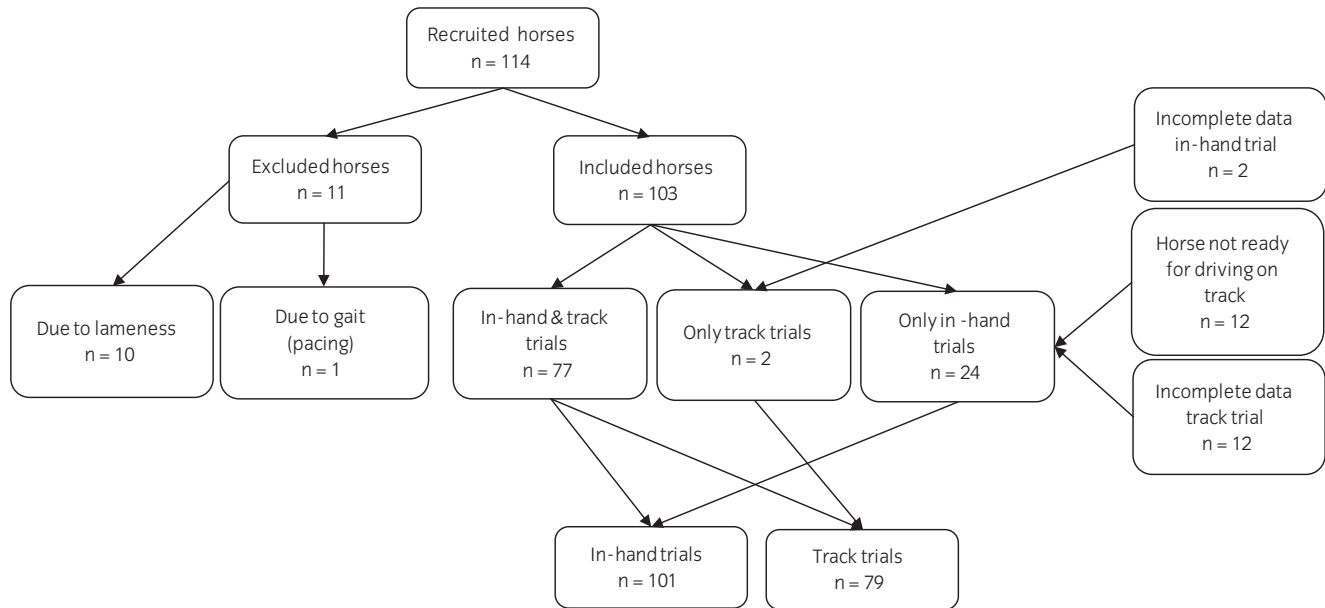 Recruited horses
n = 114
Excluded horses
n = 11
Included horses
n = 103
Incomplete data
in-hand trial
n = 2
Horse not ready
for driving on
track
n = 12
Due to lameness
n = 10
Due to gait
(pacing)
n = 1
In-hand & track
trials
n = 77
Only track trials
n = 2
Only in -hand
trials
n = 24
Incomplete data
track trial
n = 12
In-hand trials
n = 101
Track trials
n = 79